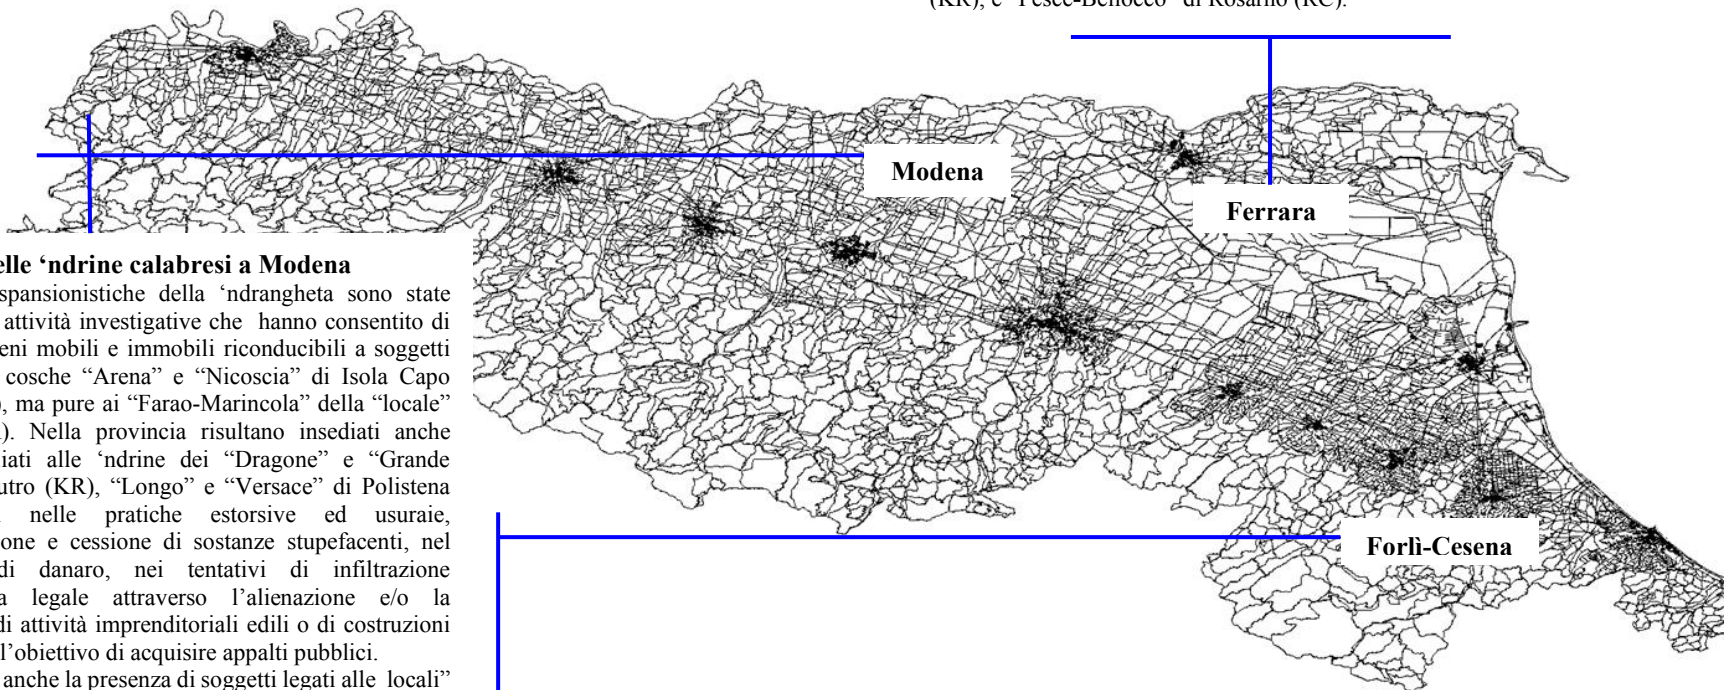 (KR), e “Pesce-Bellocco” di Rosarno (RC).
Modena
Ferrara
elle ‘ndrine calabresi a Modena
spansionistiche della ‘ndrangheta sono state
attività investigative che hanno consentito di
eni mobili e immobili riconducibili a soggetti
cosche “Arena” e “Nicoscia” di Isola Capo
), ma pure ai “Farao-Marincola” della “locale”
). Nella provincia risultano insediati anche
iati alle ‘ndrine dei “Dragone” e “Grande
utro (KR), “Longo” e “Versace” di Polistena
nelle pratiche estorsive ed usuraie,
one e cessione di sostanze stupefacenti, nel
di danaro, nei tentativi di infiltrazione
a legale attraverso l’alienazione e/o la
di attività imprenditoriali edili o di costruzioni
l’obiettivo di acquisire appalti pubblici.
anche la presenza di soggetti legati alle locali”
Forlì-Cesena